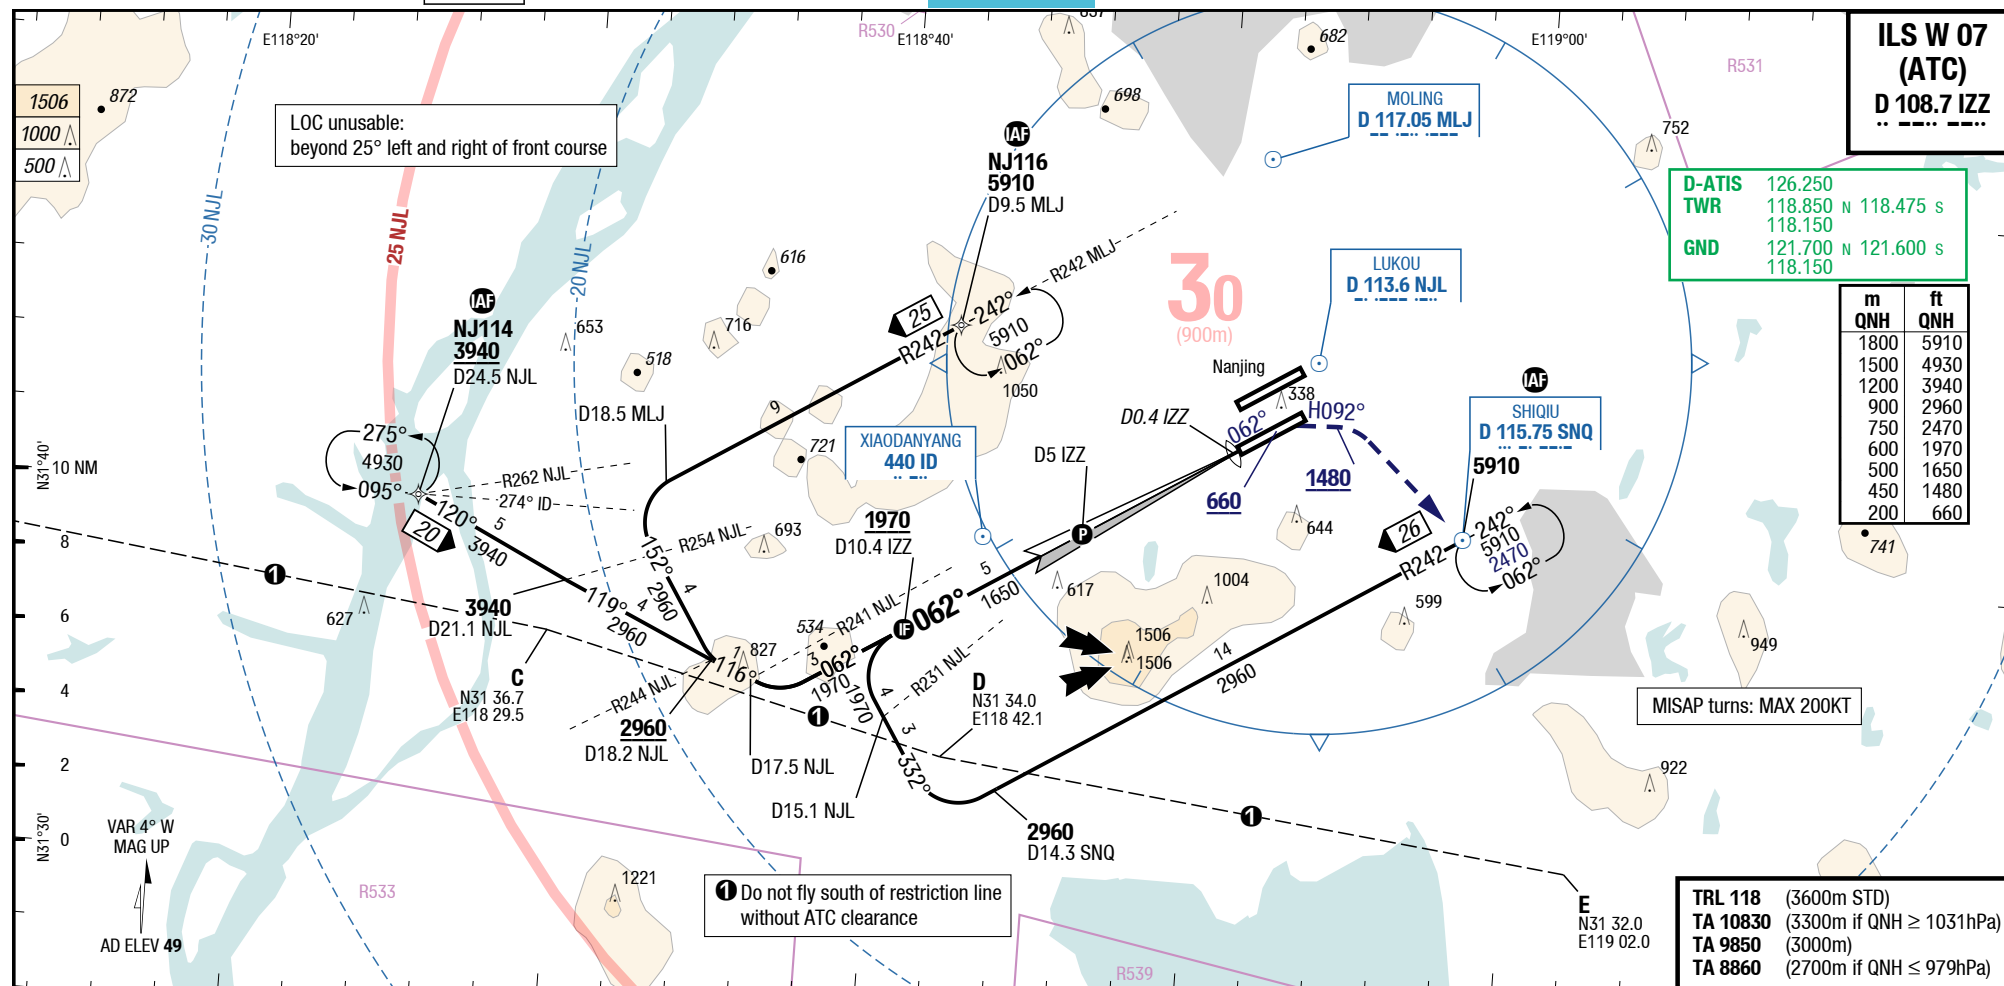 ILS W 07
(ATC)
D 108.7 IZZ
E118°20'
E118°40'
E119°00'
R530
R531
682
698
752
872
1506
1000
500
LOC unusable:
beyond 25° left and right of front course
MOLING
D 117.05 MLJ
IAF
NJ116
5910
D9.5 MLJ
D-ATIS 126.250
TWR 118.850 N 118.475 S
118.150
GND 121.700 N 121.600 S
118.150
30 NJL
25 NJL
20 NJL
R242 MLJ
616
LUKOU
D 113.6 NJL
30
(900m)
m ft
QNH QNH
1800 5910
1500 4930
1200 3940
900 2960
750 2470
600 1970
500 1650
450 1480
200 660
IAF
NJ114
3940
D24.5 NJL
653
716
518
25
R242
242°
5910
062°
1050
Nanjing
338
IAF
SHIQIU
D 115.75 SNQ
5910
D18.5 MLJ
9
721
XIAODANYANG
440 ID
D0.4 IZZ
062°
H092°
D5 IZZ
1480
660
N31°40'
10 NM
8
6
4
2
0
N31°30'
275°
4930
095°
R262 NJL
274° ID
120°
5
3940
20
R254 NJL
693
1970
D10.4 IZZ
P
644
26
R242
242°
5910
2470
062°
741
1
627
3940
D21.1 NJL
119°
4
2960
152°
4
2960
R241 NJL
IF
062°
5
1650
617
1004
599
949
534
827
1
116°
3
062°
1970
1970
4
R231 NJL
1506
1506
14
2960
C
N31 36.7
E118 29.5
R244 NJL
2960
D18.2 NJL
1
D
N31 34.0
E118 42.1
3
332°
MISAP turns: MAX 200KT
D17.5 NJL
D15.1 NJL
922
1
2960
D14.3 SNQ
VAR 4° W
MAG UP
AD ELEV 49
R533
1221
1 Do not fly south of restriction line
without ATC clearance
R539
E
N31 32.0
E119 02.0
TRL 118 (3600m STD)
TA 10830 (3300m if QNH ≥ 1031hPa)
TA 9850 (3000m)
TA 8860 (2700m if QNH ≤ 979hPa)